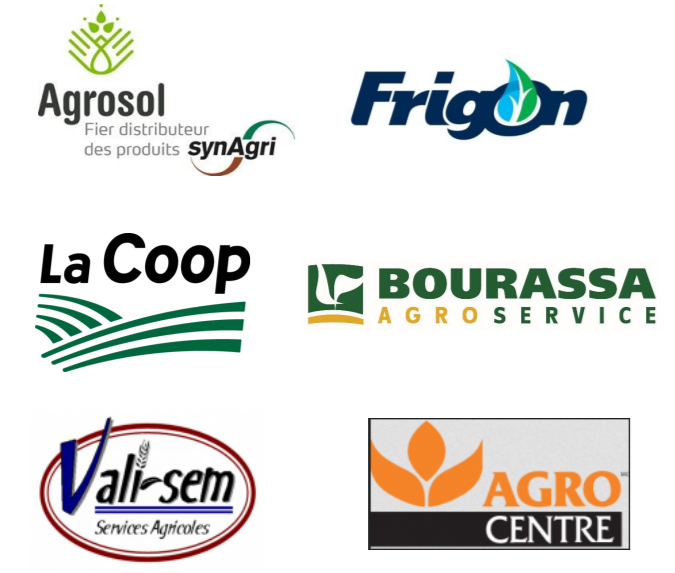 Agrosol
Fier distributeur
des produits synAgri
Frigon
La Coop
BOURASSA
AGROSERVICE
Vali-sem
Services Agricoles
AGRO
CENTRE